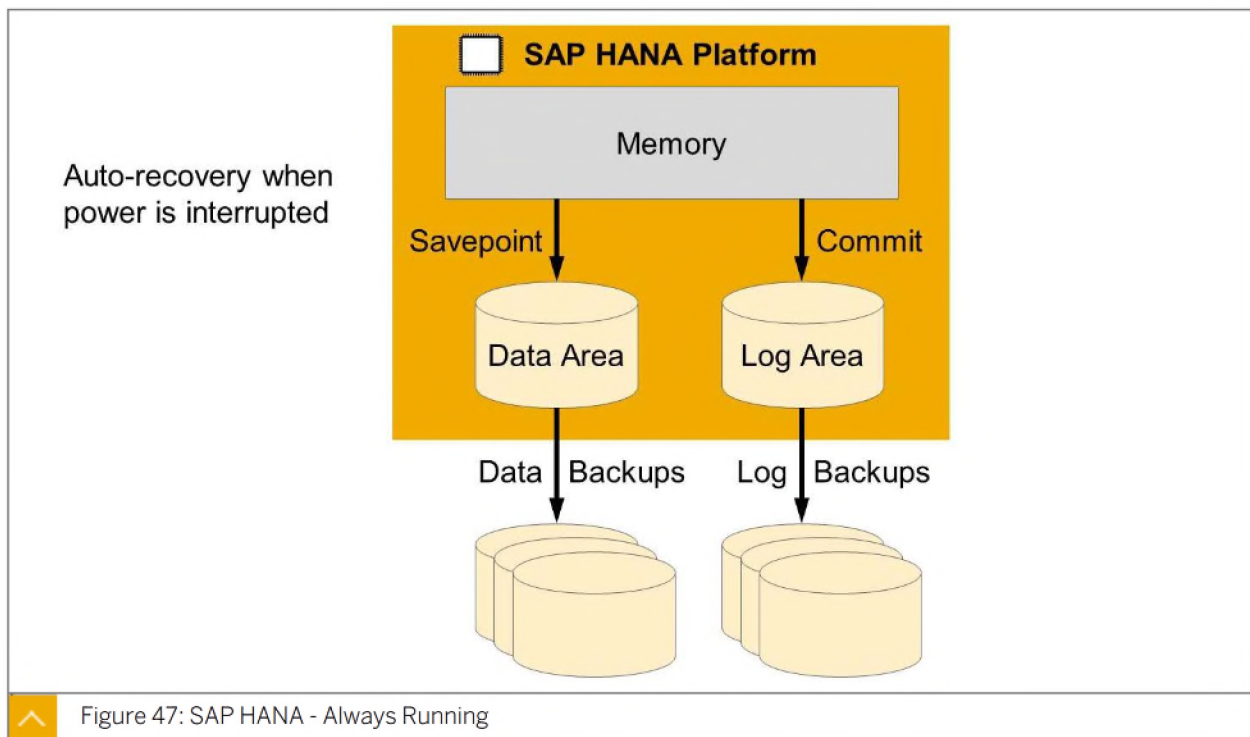 SAP HANA Platform
Memory
Auto-recovery when
power is interrupted
Savepoint
Commit
Data Area
Log Area
Data Backups
Log Backups
Figure 47: SAP HANA - Always Running